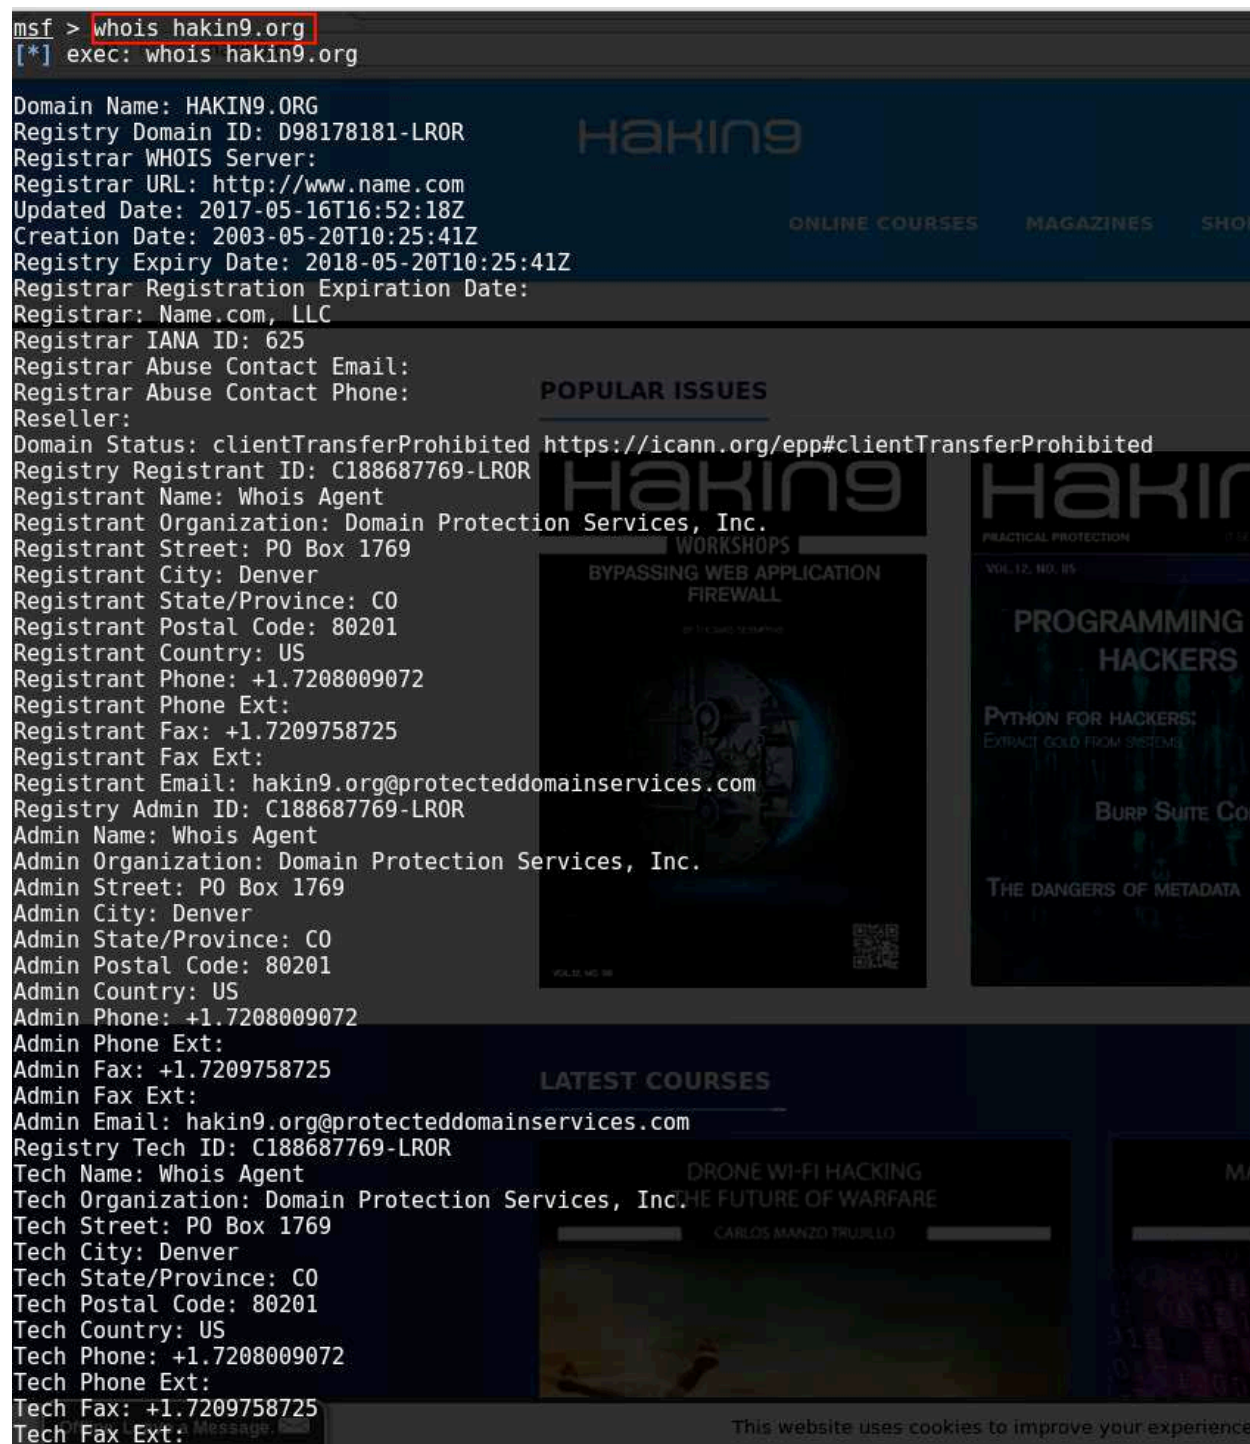 msf > whois hakin9.org
[*] exec: whois hakin9.org
Domain Name: HAKIN9.ORG
Registry Domain ID: D98178181-LROR
Registrar WHOIS Server:
Registrar URL: http://www.name.com
Updated Date: 2017-05-16T16:52:18Z
Creation Date: 2003-05-20T10:25:41Z
Registry Expiry Date: 2018-05-20T10:25:41Z
Registrar Registration Expiration Date:
Registrar: Name.com, LLC
Registrar IANA ID: 625
Registrar Abuse Contact Email:
Registrar Abuse Contact Phone:
Reseller:
Domain Status: clientTransferProhibited https://icann.org/epp#clientTransferProhibited
Registry Registrant ID: C188687769-LROR
Registrant Name: Whois Agent
Registrant Organization: Domain Protection Services, Inc.
Registrant Street: PO Box 1769
Registrant City: Denver
Registrant State/Province: CO
Registrant Postal Code: 80201
Registrant Country: US
Registrant Phone: +1.7208009072
Registrant Phone Ext:
Registrant Fax: +1.7209758725
Registrant Fax Ext:
Registrant Email: hakin9.org@protecteddomainservices.com
Registry Admin ID: C188687769-LROR
Admin Name: Whois Agent
Admin Organization: Domain Protection Services, Inc.
Admin Street: PO Box 1769
Admin City: Denver
Admin State/Province: CO
Admin Postal Code: 80201
Admin Country: US
Admin Phone: +1.7208009072
Admin Phone Ext:
Admin Fax: +1.7209758725
Admin Fax Ext:
Admin Email: hakin9.org@protecteddomainservices.com
Registry Tech ID: C188687769-LROR
Tech Name: Whois Agent
Tech Organization: Domain Protection Services, Inc.
Tech Street: PO Box 1769
Tech City: Denver
Tech State/Province: CO
Tech Postal Code: 80201
Tech Country: US
Tech Phone: +1.7208009072
Tech Phone Ext:
Tech Fax: +1.7209758725
Tech Fax Ext:
HAKIN9
ONLINE COURSES MAGAZINES
POPULAR ISSUES
HAKIN9
WORKSHOPS
BYPASSING WEB APPLICATION
FIREWALL
VOL.12, NO. 06
PRACTICAL PROTECTION
VOL.12, NO. 05
PROGRAMMING
HACKERS
PYTHON FOR HACKERS:
EXTRACT GOLD FROM SYSTEMS
BURP SUITE
THE DANGERS OF METADATA
LATEST COURSES
DRONE WI-FI HACKING
THE FUTURE OF WARFARE
CARLOS MANZO TRUJILLO
a Message.
This website uses cookies to improve your experience